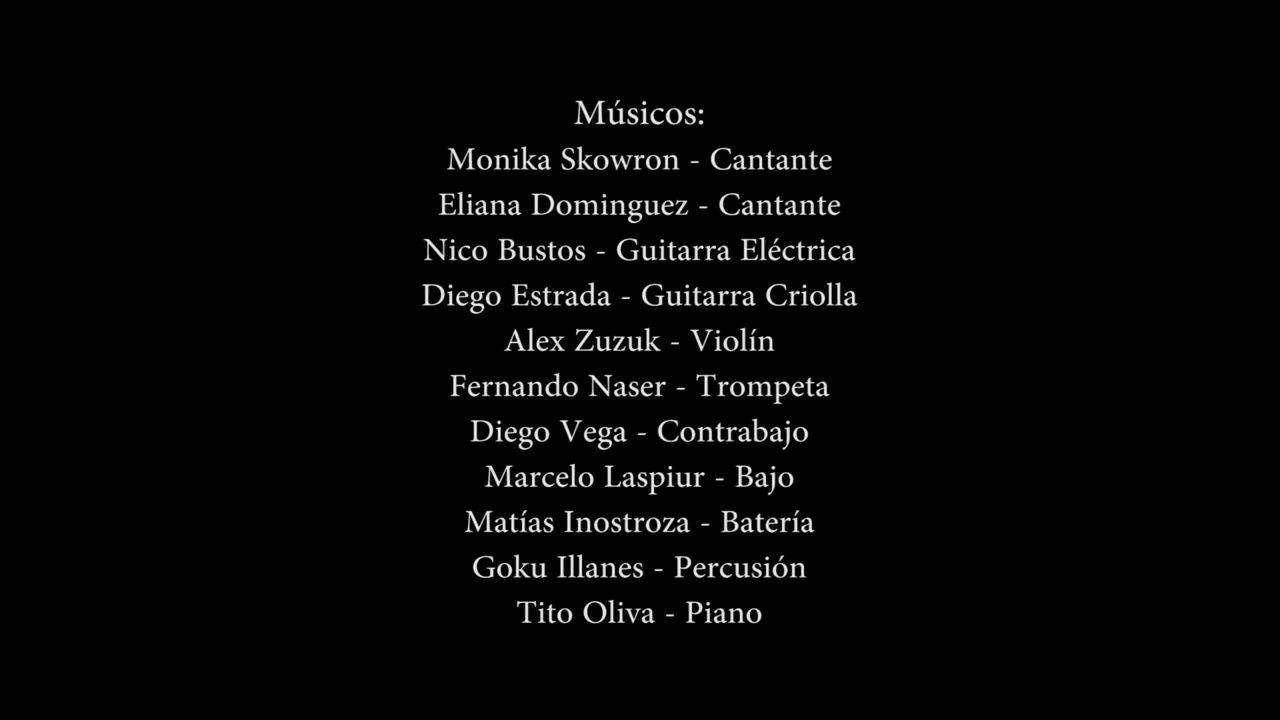 Músicos:
Monika Skowron - Cantante
Eliana Dominguez - Cantante
Nico Bustos - Guitarra Eléctrica
Diego Estrada - Guitarra Criolla
Alex Zuzuk - Violín
Fernando Naser - Trompeta
Diego Vega - Contrabajo
Marcelo Laspiur - Bajo
Matías Inostroza - Batería
Goku Illanes - Percusión
Tito Oliva - Piano